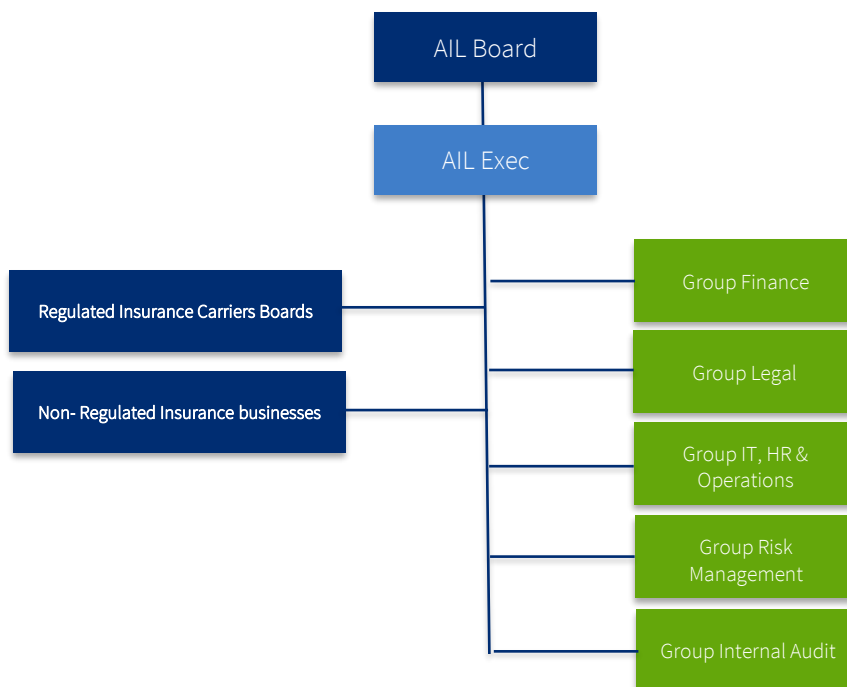 AIL Board
AIL Exec
Regulated Insurance Carriers Boards
Non- Regulated Insurance businesses
Group Finance
Group Legal
Group IT, HR &
Operations
Group Risk
Management
Group Internal Audit